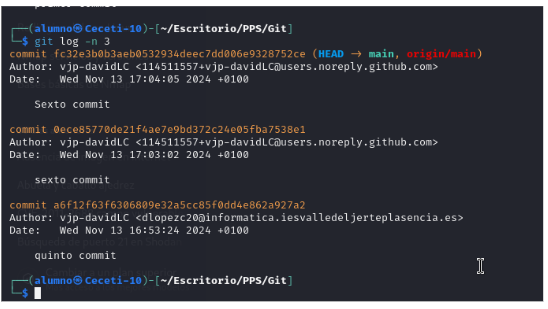 ┌──(alumno㉿Ceceti-10)-[~/Escritorio/PPS/Git]
└─$ git log -n 3
commit fc32e3b0b3aeb0532934deec7dd006e9328752ce (HEAD → main, origin/main)
Author: vjp-davidLC <114511557+vjp-davidLC@users.noreply.github.com>
Date:   Wed Nov 13 17:04:05 2024 +0100
Sexto commit
commit 0ece85770de21f4ae7e9bd372c24e05fba7538e1
Author: vjp-davidLC <114511557+vjp-davidLC@users.noreply.github.com>
Date:   Wed Nov 13 17:03:02 2024 +0100
sexto commit
commit a6f12f63f6306809e32a5cc85f0dd4e862a927a2
Author: vjp-davidLC <dlopezc20@informatica.iesvalledeljerteplasencia.es>
Date:   Wed Nov 13 16:53:24 2024 +0100
quinto commit
┌──(alumno㉿Ceceti-10)-[~/Escritorio/PPS/Git]
└─$